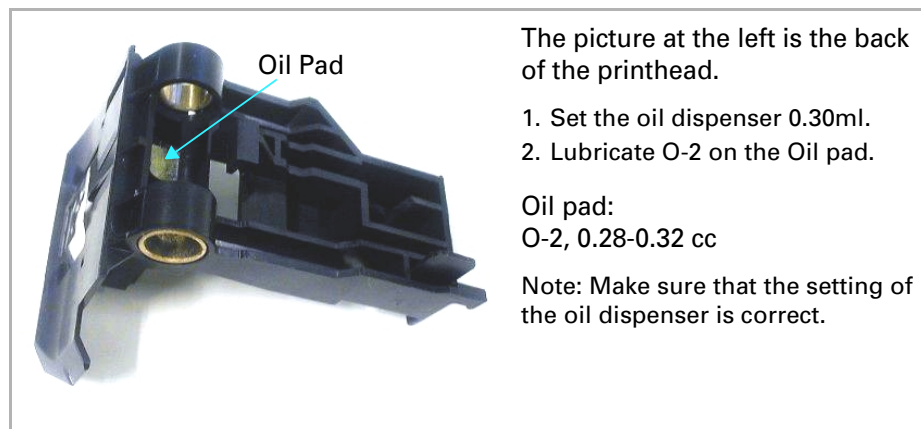 Oil Pad
The picture at the left is the back
of the printhead.
1. Set the oil dispenser 0.30ml.
2. Lubricate O-2 on the Oil pad.
Oil pad:
O-2, 0.28-0.32 cc
Note: Make sure that the setting of
the oil dispenser is correct.